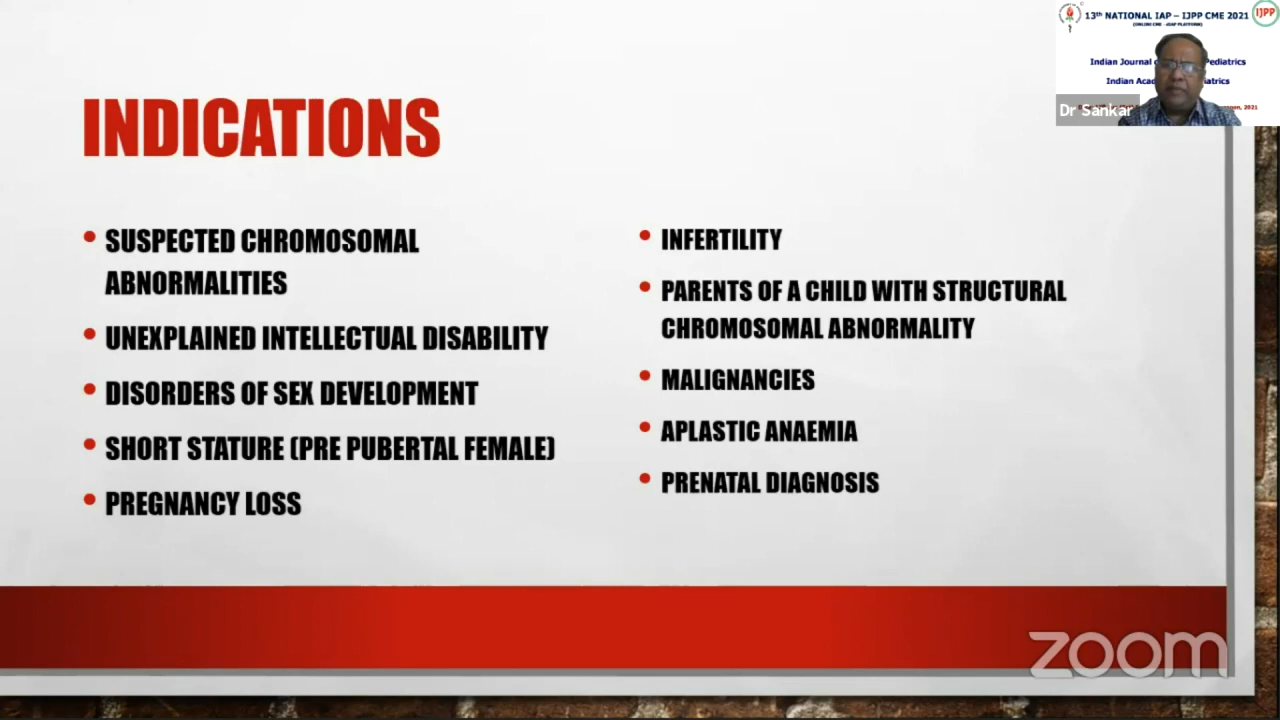 13th NATIONAL IAP – IJPP CME 2021
IJPP
Indian Journal
Pediatrics
Indian Acad
iatrics
Dr Sankar
INDICATIONS
• SUSPECTED CHROMOSOMAL
ABNORMALITIES
• UNEXPLAINED INTELLECTUAL DISABILITY
• DISORDERS OF SEX DEVELOPMENT
• SHORT STATURE (PRE PUBERTAL FEMALE)
• PREGNANCY LOSS
• INFERTILITY
• PARENTS OF A CHILD WITH STRUCTURAL
CHROMOSOMAL ABNORMALITY
• MALIGNANCIES
• APLASTIC ANAEMIA
• PRENATAL DIAGNOSIS
zoom